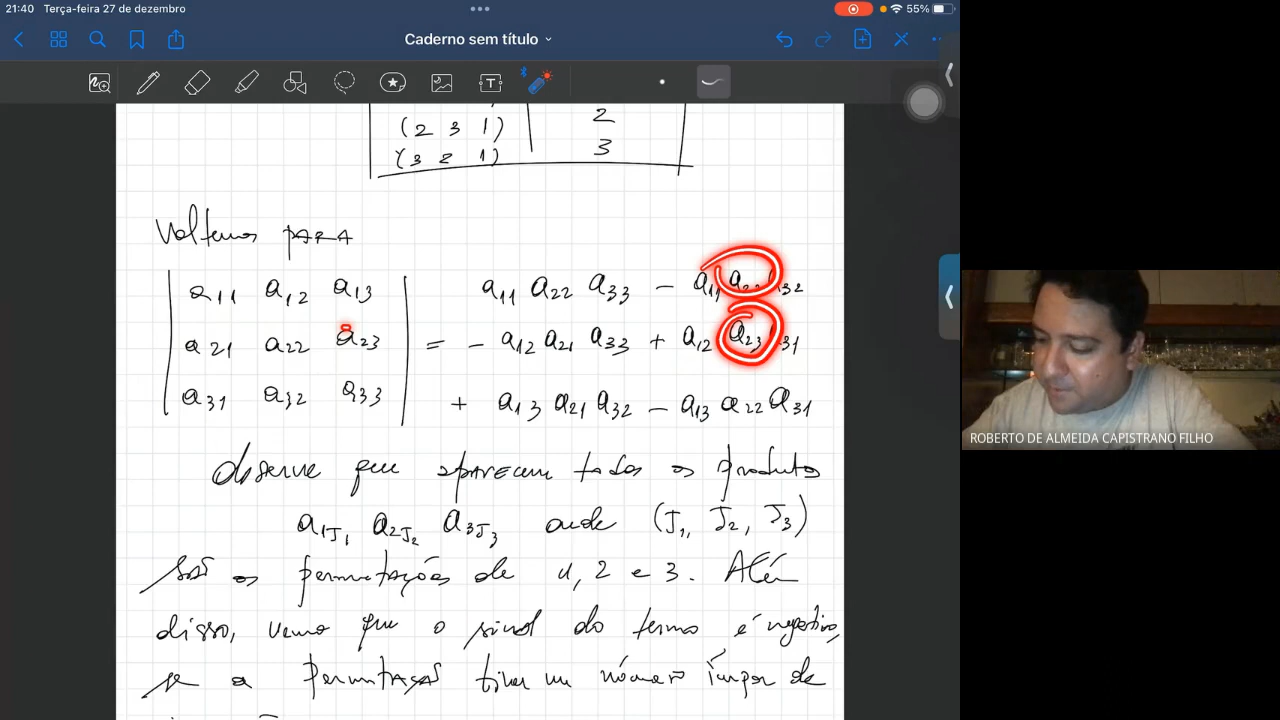 21:40 Terça-feira 27 de dezembro
55%
Caderno sem título
(2 3 1) 2
(3 2 1) 3
Voltemos PARA
a11 a12 a13 a11 a22 a33 - a11 a32
a21 a22 a23 = - a12 a21 a33 + a12 a23 a31
a31 a32 a33 + a13 a21 a32 - a13 a22 a31
observe que aparecem todos os produtos
a1J1 a2J2 a3J3 onde (J1, J2, J3)
são as permutações de 1, 2 e 3. Além
disso, vemos que o sinal do termo é negativo,
se a permutação tiver um número ímpar de
ROBERTO DE ALMEIDA CAPISTRANO FILHO